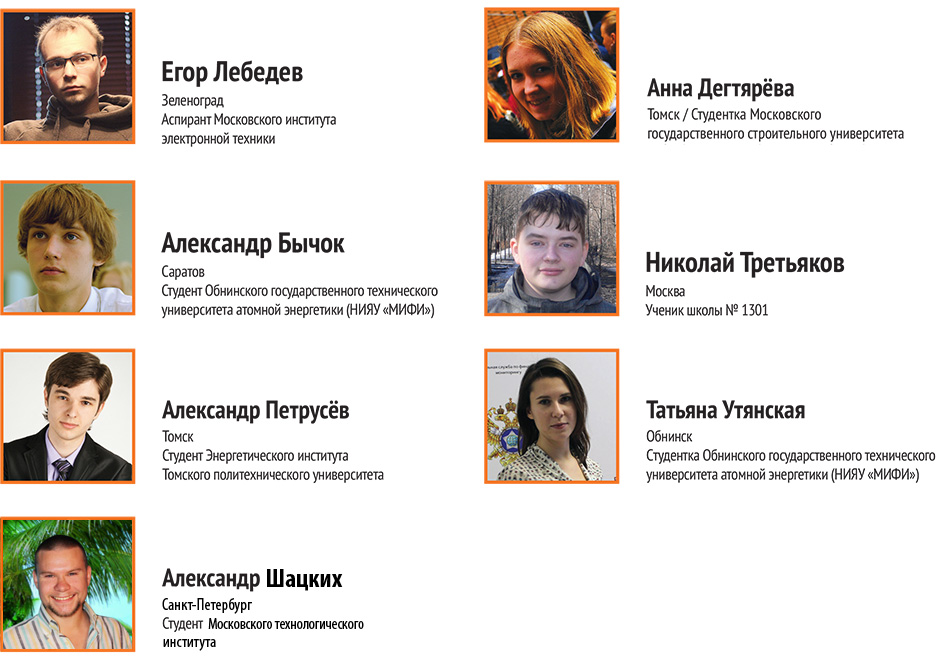 Егор Лебедев
Зеленоград
Аспирант Московского института
электронной техники
Анна Дегтярёва
Томск / Студентка Московского
государственного строительного университета
Александр Бычок
Саратов
Студент Обнинского государственного технического
университета атомной энергетики (НИЯУ «МИФИ»)
Николай Третьяков
Москва
Ученик школы № 1301
Александр Петрусёв
Томск
Студент Энергетического института
Томского политехнического университета
Татьяна Утянская
Обнинск
Студентка Обнинского государственного технического
университета атомной энергетики (НИЯУ «МИФИ»)
Александр Шацких
Санкт-Петербург
Студент Московского технологического
института